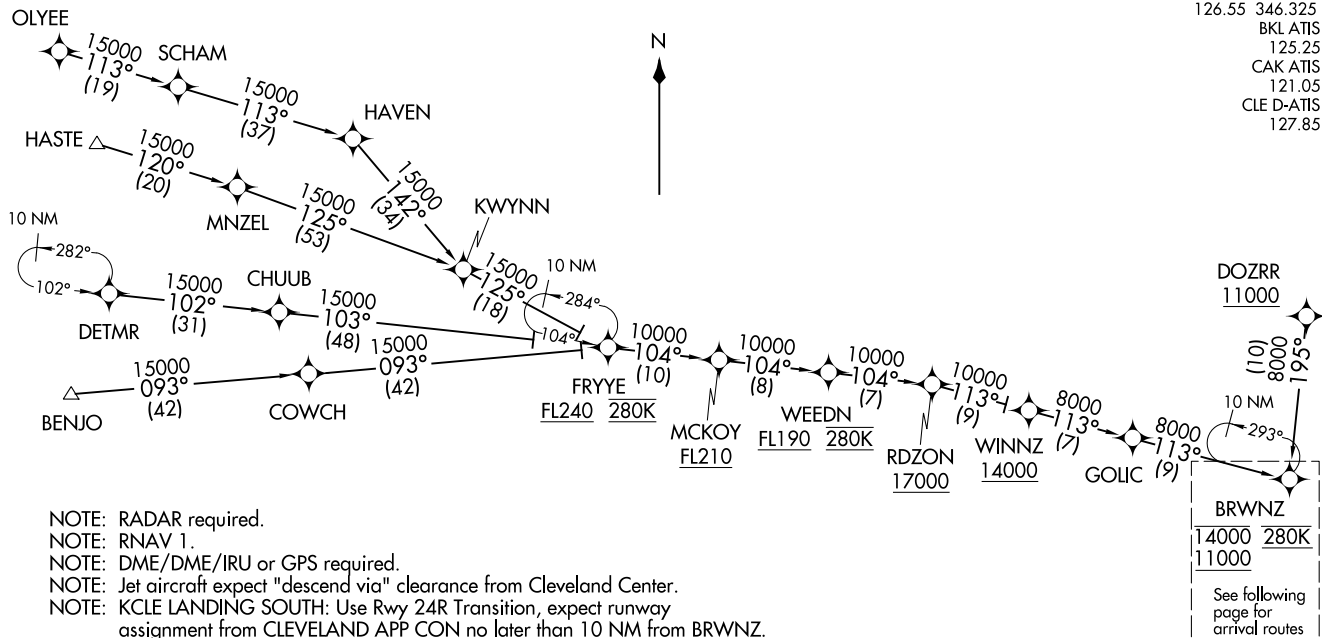 126.55 346.325
BKL ATIS
125.25
CAK ATIS
121.05
CLE D-ATIS
127.85
OLYEE
15000
113°
(19)
SCHAM
15000
113°
(37)
HAVEN
15000
142°
(34)
N
HASTE
15000
120°
(20)
MNZEL
15000
125°
(53)
KWYNN
15000
125°
(18)
10 NM
282°
102°
DETMR
15000
102°
(31)
CHUUB
15000
103°
(48)
10 NM
284°
104°
BENJO
15000
093°
(42)
COWCH
15000
093°
(42)
FRYYE
FL240 280K
10000
104°
(10)
MCKOY
FL210
10000
104°
(8)
WEEDN
FL190 280K
10000
104°
(7)
RDZON
17000
10000
113°
(9)
WINNZ
14000
8000
113°
(7)
GOLIC
8000
113°
(9)
DOZRR
11000
195°
8000
(10)
10 NM
293°
BRWNZ
14000 280K
11000
See following
page for
arrival routes
NOTE: RADAR required.
NOTE: RNAV 1.
NOTE: DME/DME/IRU or GPS required.
NOTE: Jet aircraft expect "descend via" clearance from Cleveland Center.
NOTE: KCLE LANDING SOUTH: Use Rwy 24R Transition, expect runway
assignment from CLEVELAND APP CON no later than 10 NM from BRWNZ.